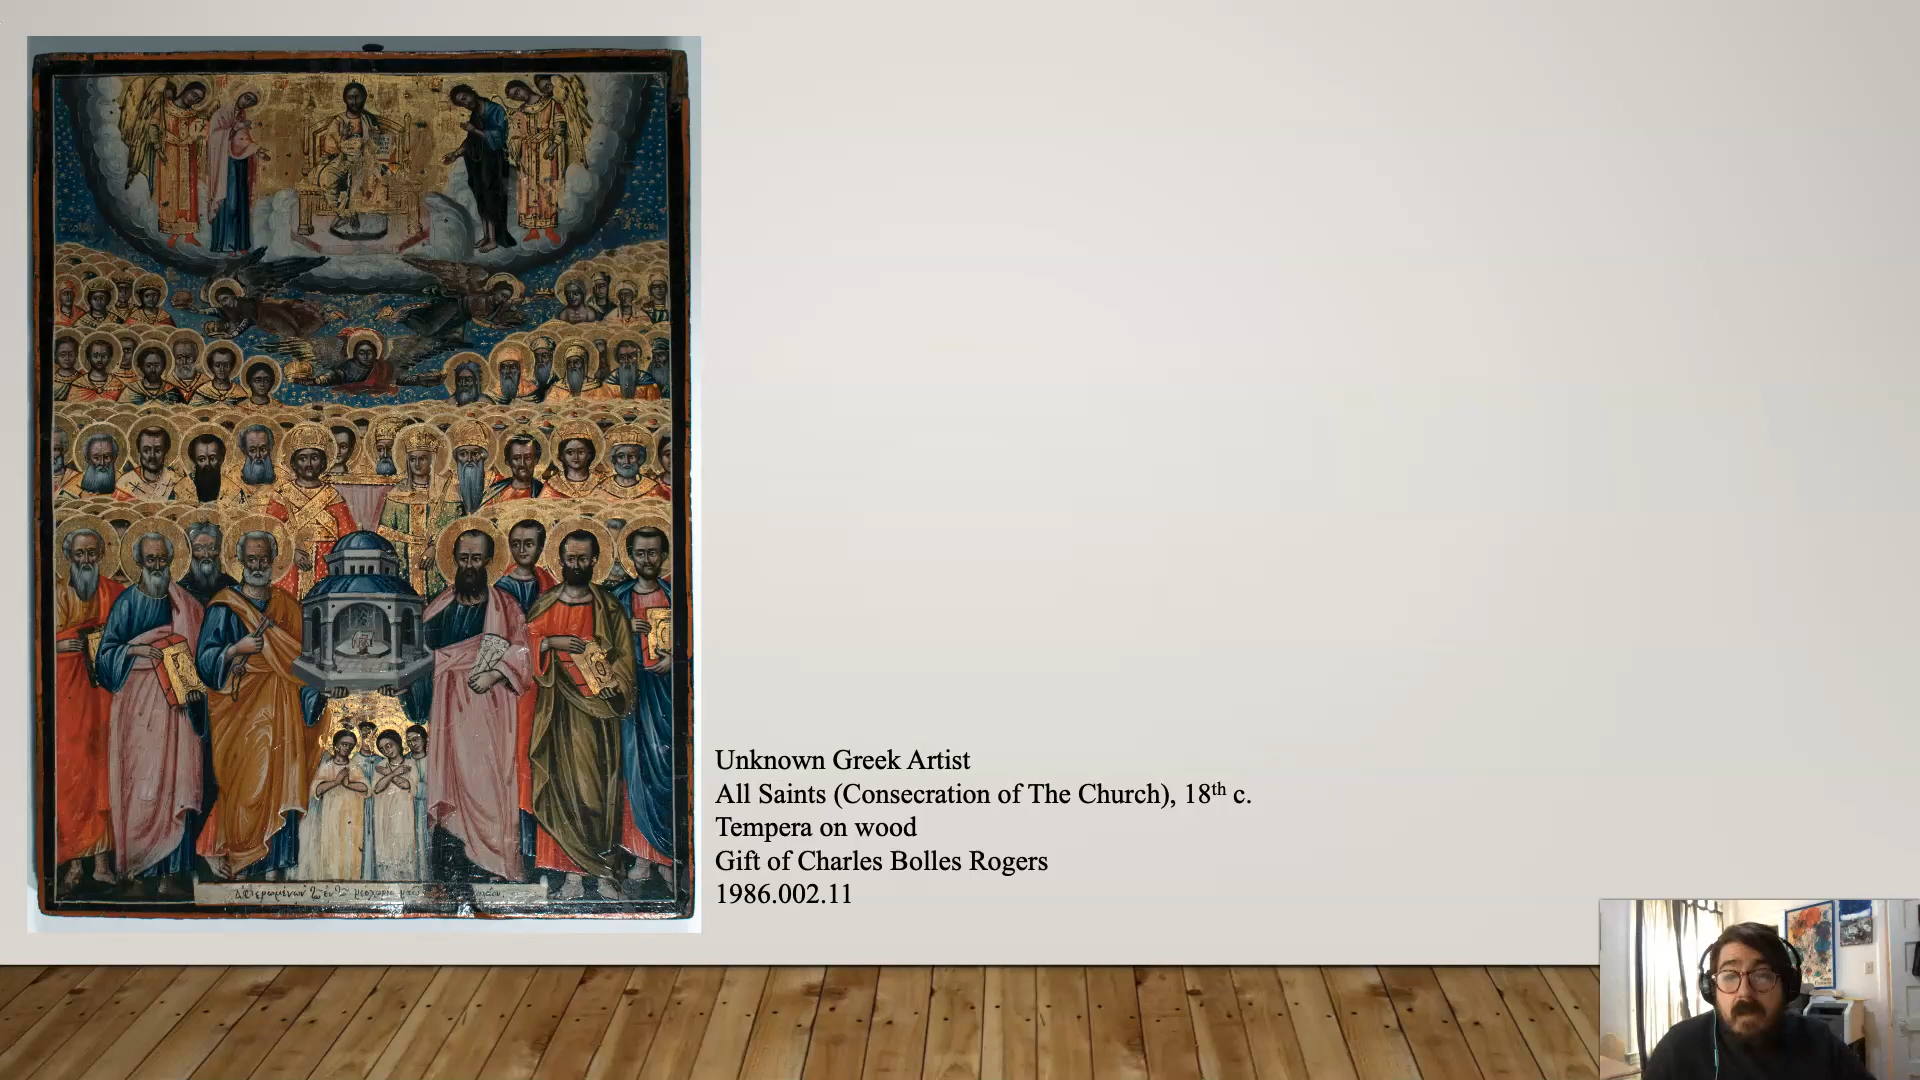 Unknown Greek Artist
All Saints (Consecration of The Church), 18th c.
Tempera on wood
Gift of Charles Bolles Rogers
1986.002.11